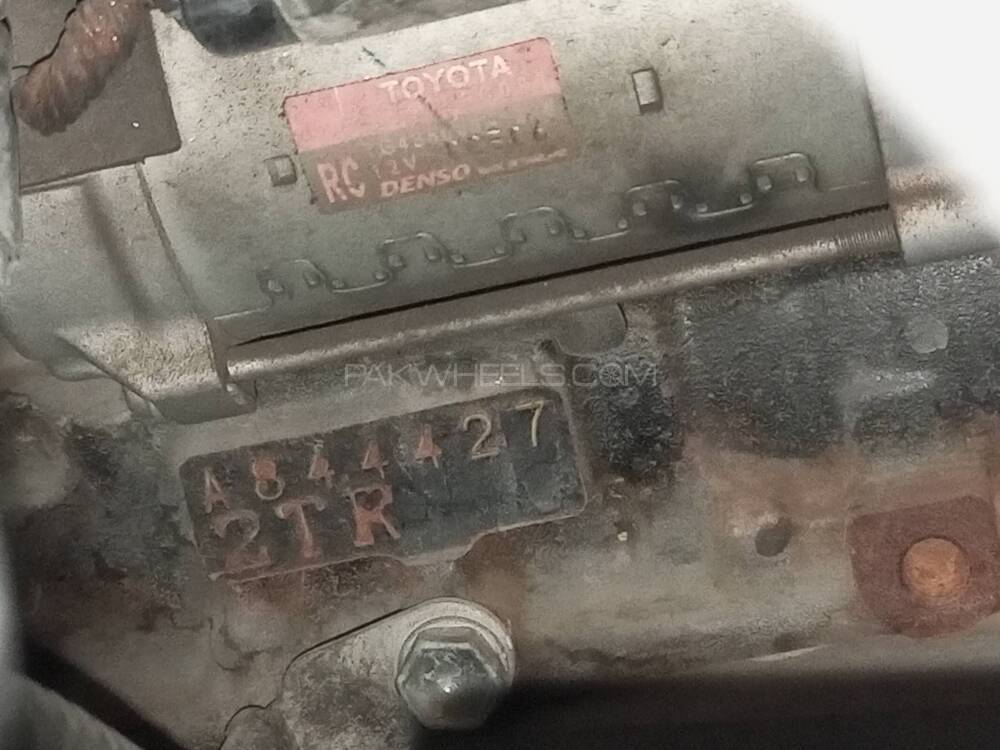 TOYOTA
RC 12V
DENSO
PAKWHEELS.COM
A844427
2TR